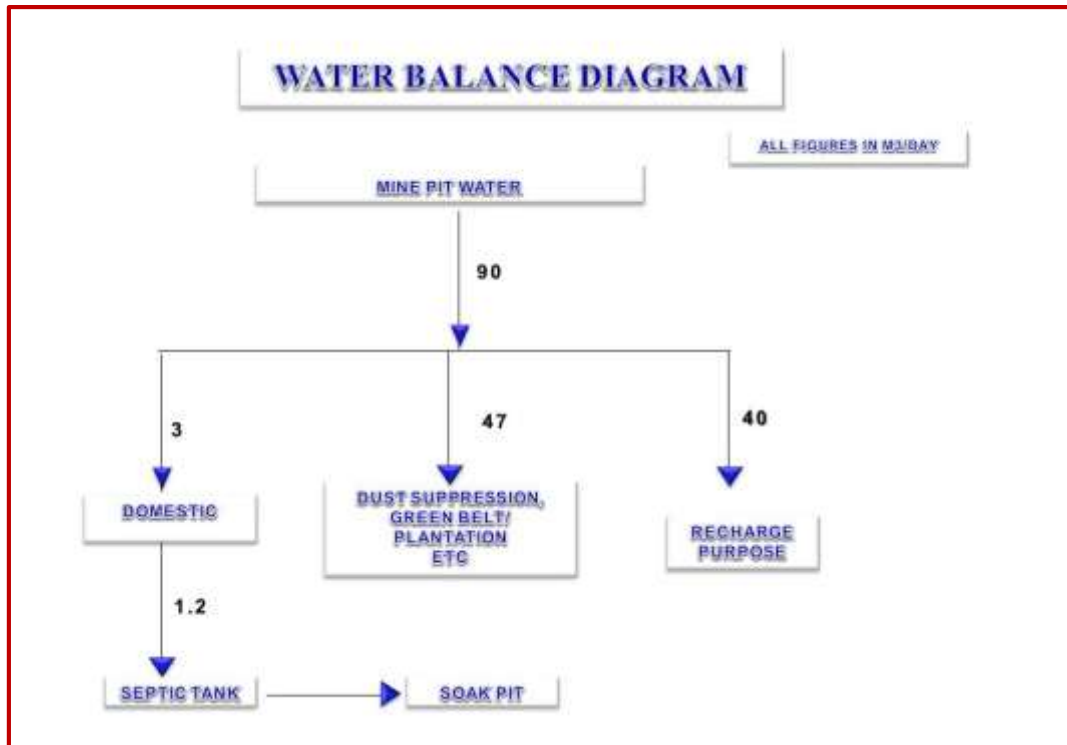 WATER BALANCE DIAGRAM
ALL FIGURES IN M3/DAY
MINE PIT WATER
90
3
47
40
DOMESTIC
DUST SUPPRESSION,
GREEN BELT/
PLANTATION
ETC
RECHARGE
PURPOSE
1.2
SEPTIC TANK
SOAK PIT